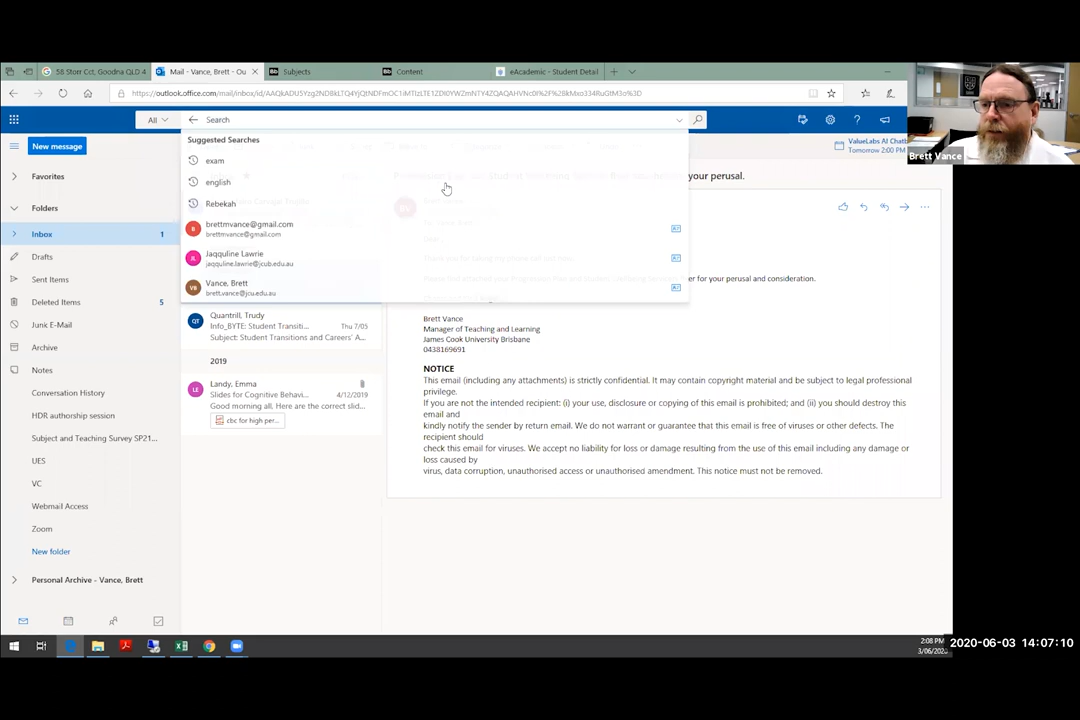 58 Storr Cct, Goodna QLD 4
Mail - Vance, Brett - Ou
Subjects
Content
eAcademic - Student Detail
All
Search
New message
Suggested Searches
exam
english
Rebekah
brettmvance@gmail.com
brettmvance@gmail.com
Jaqquline Lawrie
jaqquline.lawrie@jcub.edu.au
Vance, Brett
brett.vance@jcu.edu.au
ValueLabs AI Chatb
Tomorrow 2:00 PM
Brett Vance
perusal.
Favorites
Folders
Inbox 1
Drafts
Sent Items
Deleted Items 5
Junk E-Mail
Archive
Notes
Conversation History
HDR authorship session
Subject and Teaching Survey SP21...
UES
VC
Webmail Access
Zoom
New folder
Personal Archive - Vance, Brett
QT
Quantrill, Trudy
Info_BYTE: Student Transiti... Thu 7/05
Subject: Student Transitions and Careers' A...
2019
LE
Landy, Emma
Slides for Cognitive Behavi... 4/12/2019
Good morning all, Here are the correct slid...
cbc for high per...
for your perusal and consideration.
Brett Vance
Manager of Teaching and Learning
James Cook University Brisbane
0438169691
NOTICE
This email (including any attachments) is strictly confidential. It may contain copyright material and be subject to legal professional
privilege.
If you are not the intended recipient: (i) your use, disclosure or copying of this email is prohibited; and (ii) you should destroy this
email and
kindly notify the sender by return email. We do not warrant or guarantee that this email is free of viruses or other defects. The
recipient should
check this email for viruses. We accept no liability for loss or damage resulting from the use of this email including any damage or
loss caused by
virus, data corruption, unauthorised access or unauthorised amendment. This notice must not be removed.
2:08 PM
3/06/20
2020-06-03 14:07:10